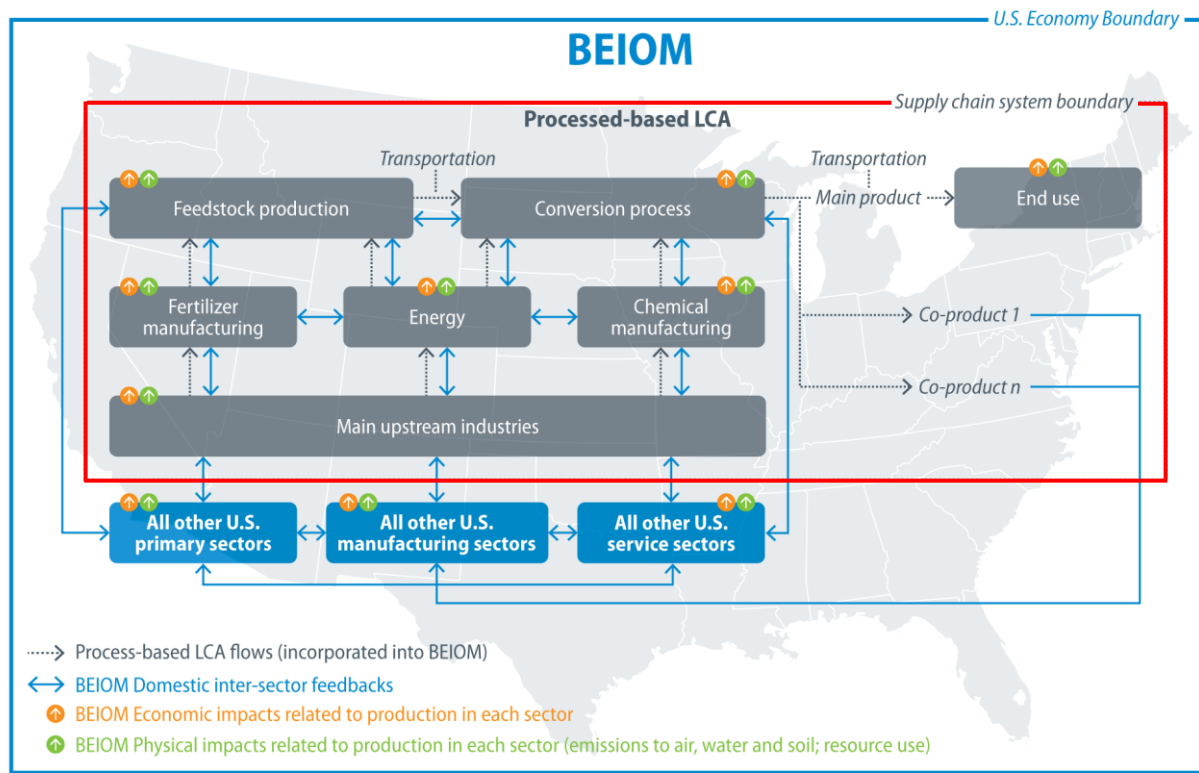 U.S. Economy Boundary
BEIOM
Supply chain system boundary
Processed-based LCA
Transportation
Transportation
Feedstock production
Conversion process
Main product
End use
Fertilizer
manufacturing
Energy
Chemical
manufacturing
Co-product 1
Co-product n
Main upstream industries
All other U.S.
primary sectors
All other U.S.
manufacturing sectors
All other U.S.
service sectors
Process-based LCA flows (incorporated into BEIOM)
BEIOM Domestic inter-sector feedbacks
BEIOM Economic impacts related to production in each sector
BEIOM Physical impacts related to production in each sector (emissions to air, water and soil; resource use)